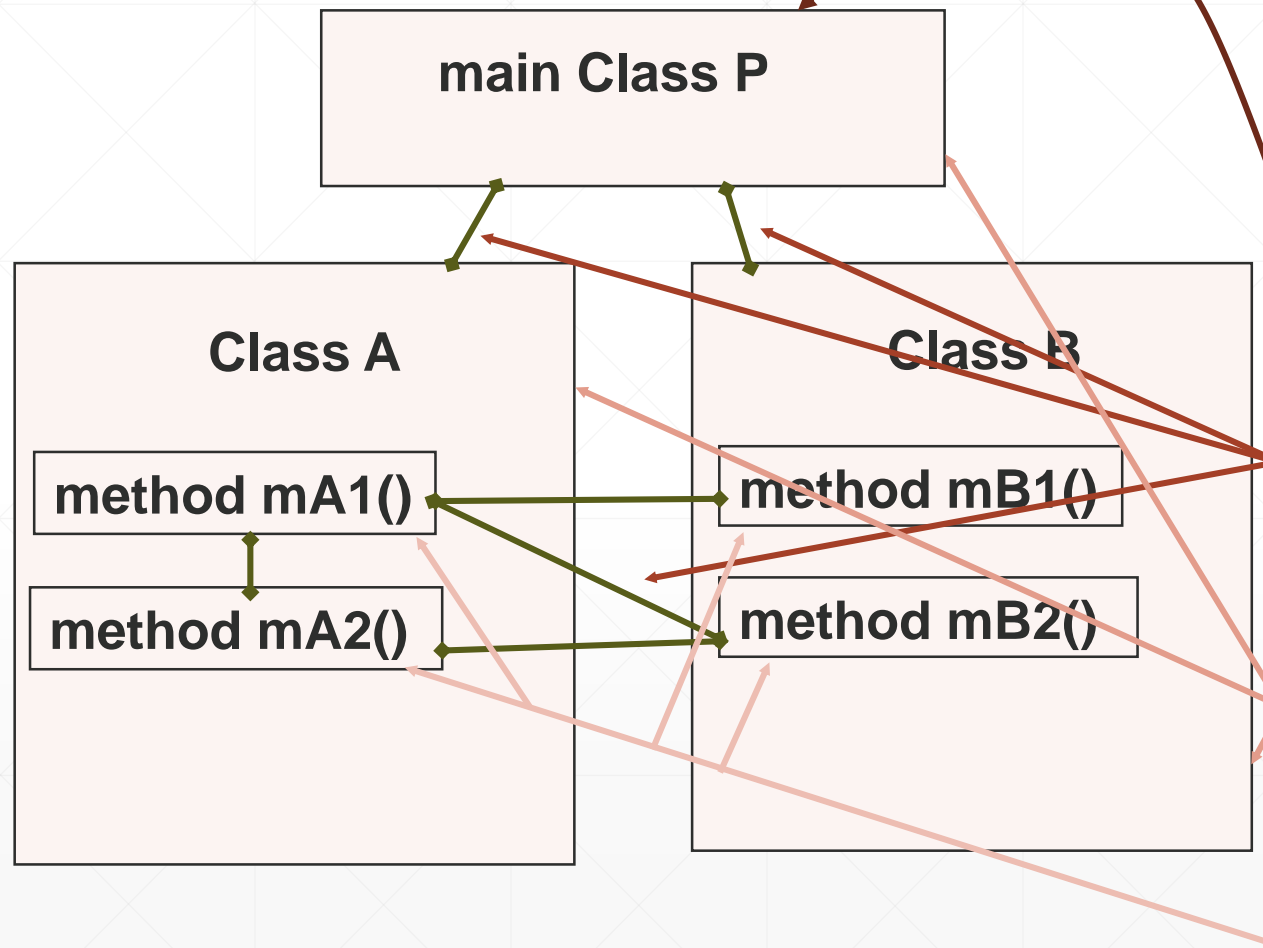 main Class P
Class A
method mA1()
method mA2()
Class B
method mB1()
method mB2()